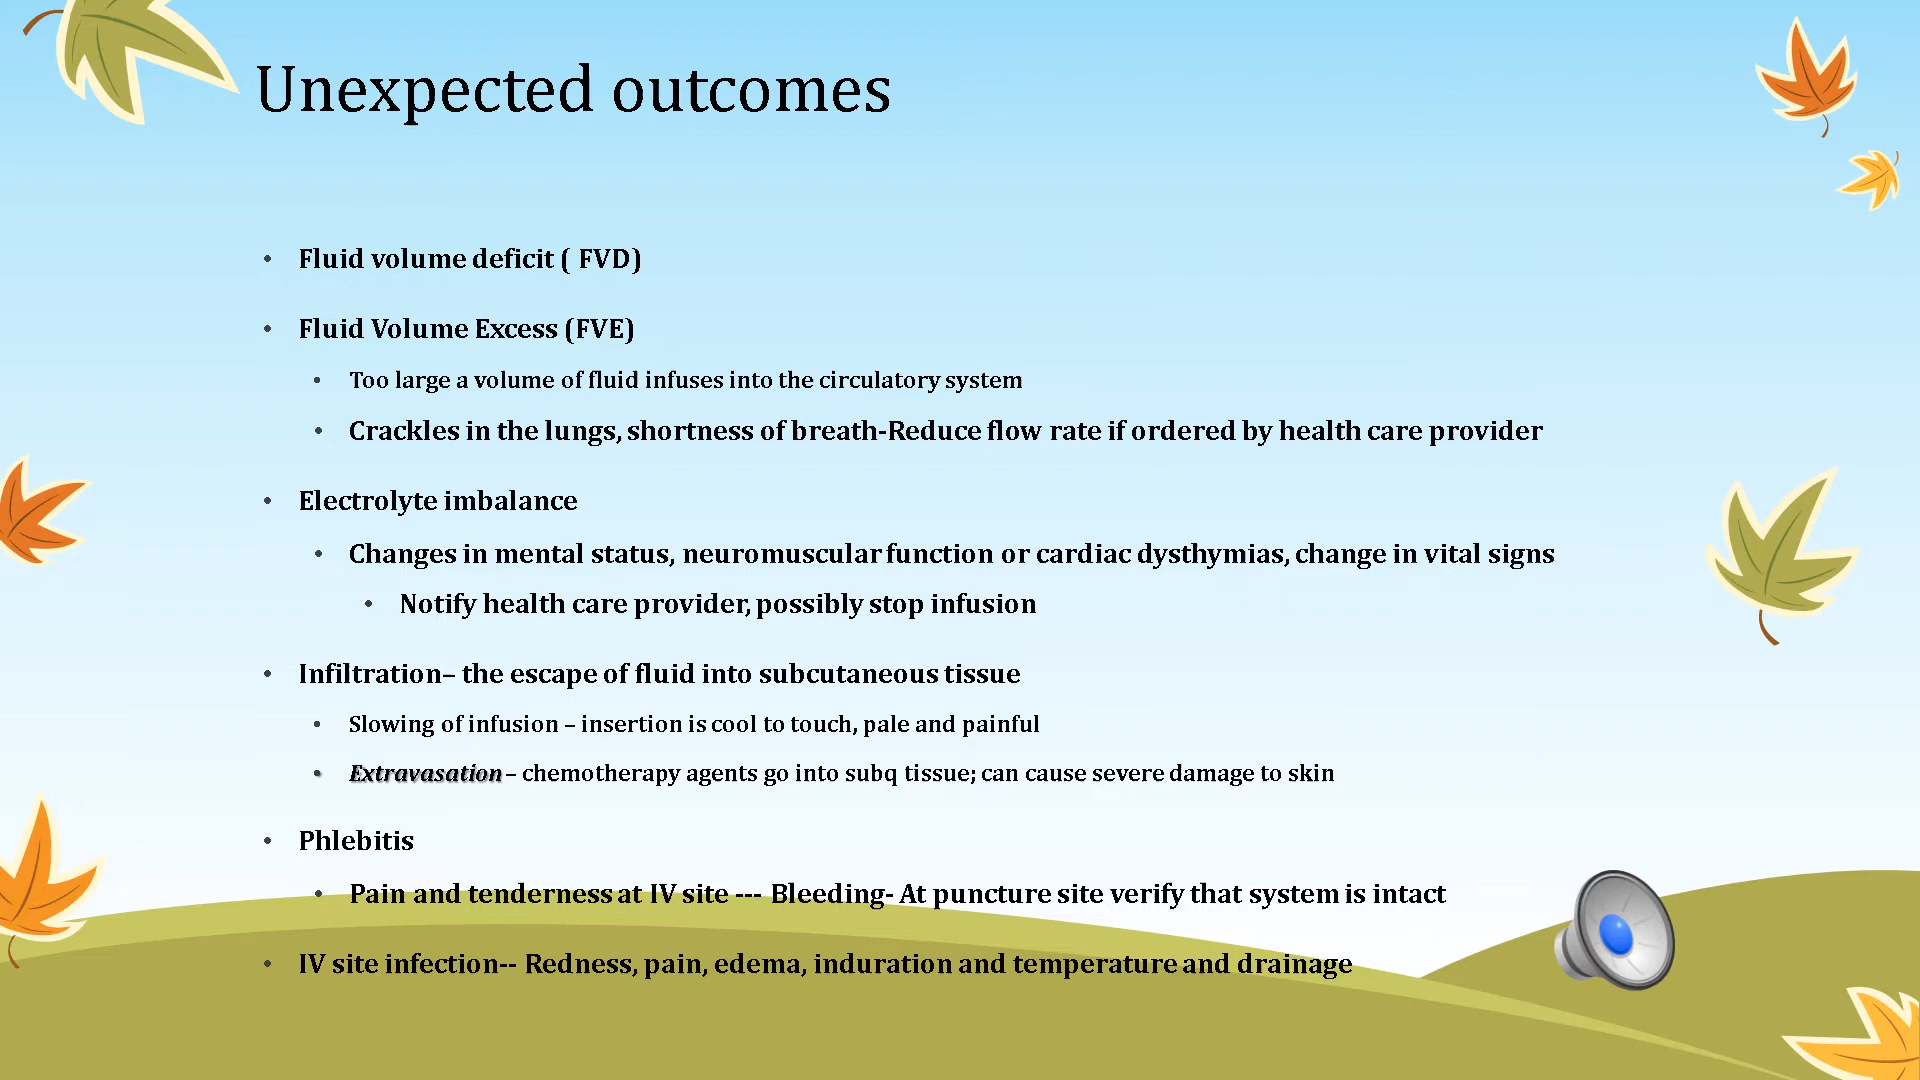 Unexpected outcomes
• Fluid volume deficit ( FVD)
• Fluid Volume Excess (FVE)
• Too large a volume of fluid infuses into the circulatory system
• Crackles in the lungs, shortness of breath-Reduce flow rate if ordered by health care provider
• Electrolyte imbalance
• Changes in mental status, neuromuscular function or cardiac dysthymias, change in vital signs
• Notify health care provider, possibly stop infusion
• Infiltration– the escape of fluid into subcutaneous tissue
• Slowing of infusion – insertion is cool to touch, pale and painful
• Extravasation – chemotherapy agents go into subq tissue; can cause severe damage to skin
• Phlebitis
• Pain and tenderness at IV site --- Bleeding- At puncture site verify that system is intact
• IV site infection-- Redness, pain, edema, induration and temperature and drainage